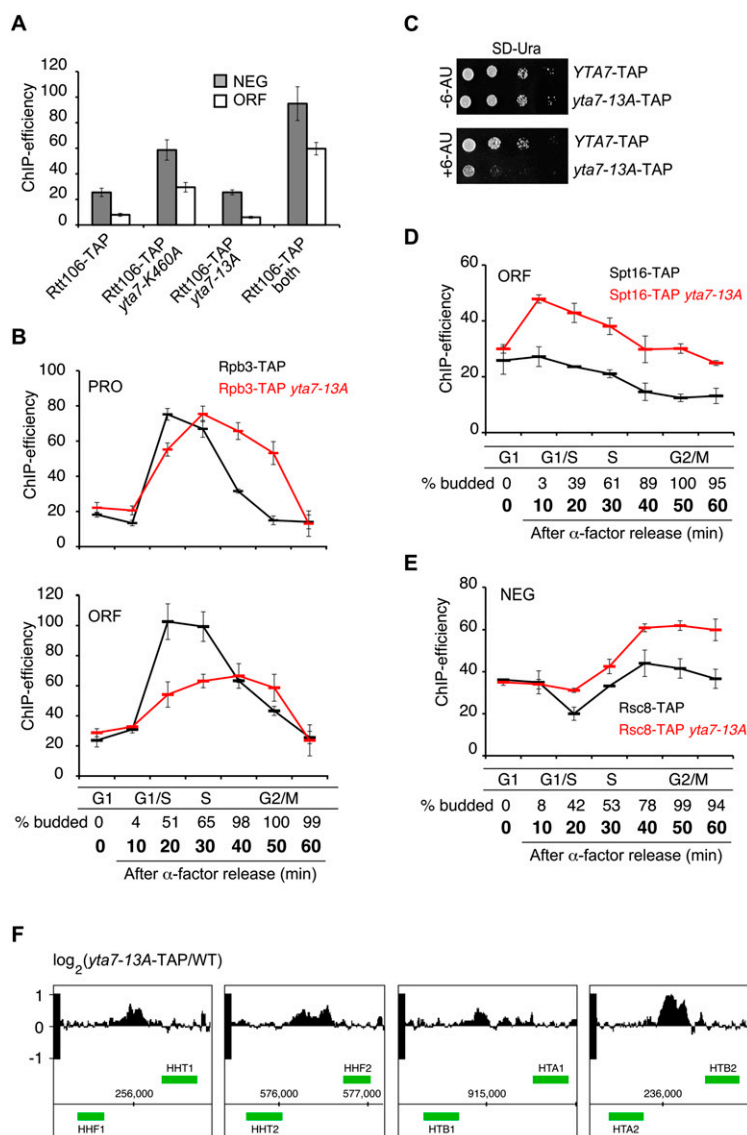 A
NEG
ORF
ChIP-efficiency
120
100
80
60
40
20
0
Rtt106-TAP
Rtt106-TAP
yta7-K460A
Rtt106-TAP
yta7-13A
Rtt106-TAP
both
B
PRO
Rpb3-TAP
Rpb3-TAP yta7-13A
ChIP-efficiency
100
80
60
40
20
0
ORF
ChIP-efficiency
120
100
80
60
40
20
0
G1 G1/S S G2/M
% budded 0 4 51 65 98 100 99
0 10 20 30 40 50 60
After α-factor release (min)
C
SD-Ura
-6-AU
YTA7-TAP
yta7-13A-TAP
+6-AU
YTA7-TAP
yta7-13A-TAP
D
ORF
Spt16-TAP
Spt16-TAP yta7-13A
ChIP-efficiency
60
40
20
0
G1 G1/S S G2/M
% budded 0 3 39 61 89 100 95
0 10 20 30 40 50 60
After α-factor release (min)
E
NEG
Rsc8-TAP
Rsc8-TAP yta7-13A
ChIP-efficiency
80
60
40
20
0
G1 G1/S S G2/M
% budded 0 8 42 53 78 99 94
0 10 20 30 40 50 60
After α-factor release (min)
F
log2(yta7-13A-TAP/WT)
1
0
-1
HHT1
256,000
HHF1
HHF2
576,000 577,000
HHT2
HTA1
915,000
HTB1
HTB2
236,000
HTA2